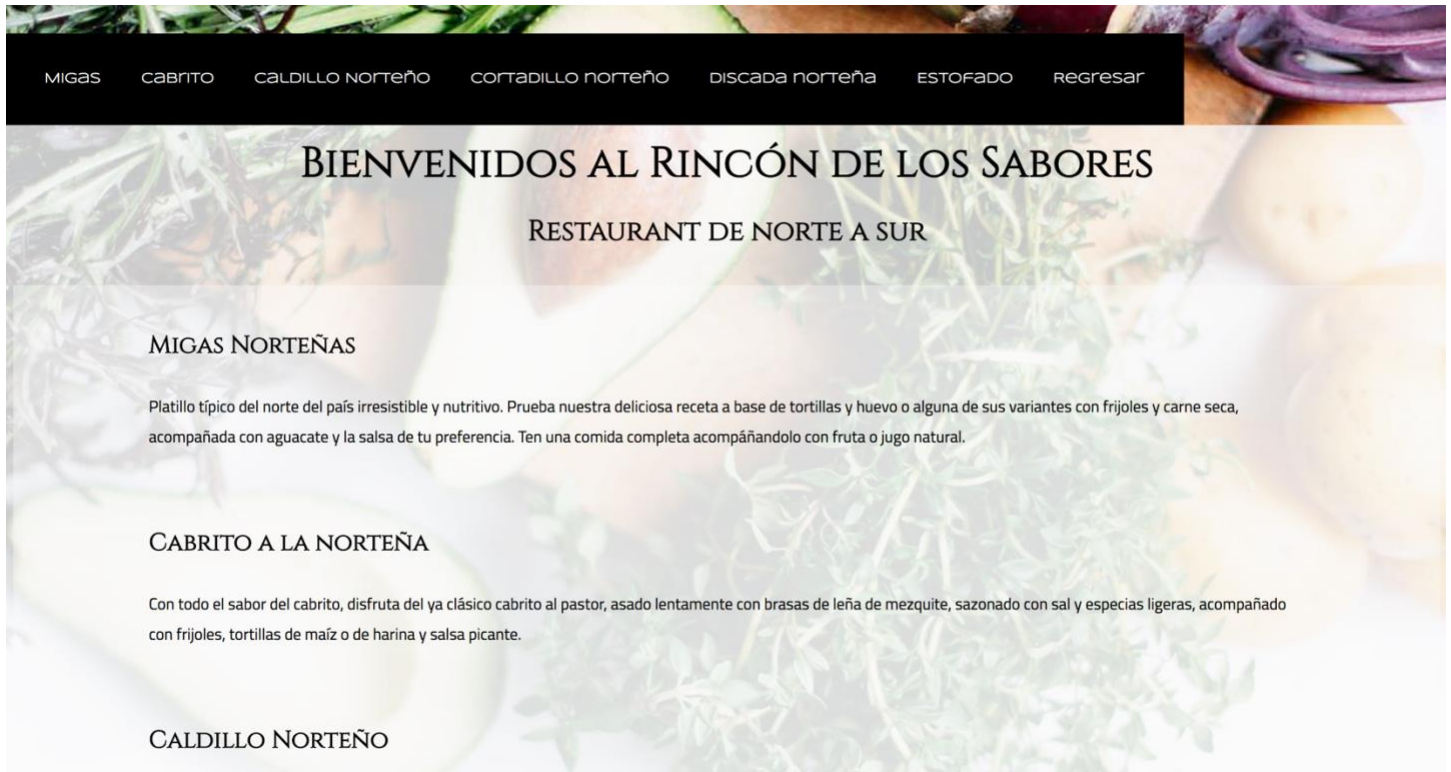 Migas Cabrito Caldillo Norteño Cortadillo norteño Discada norteña Estofado Regresar
Bienvenidos al Rincón de los Sabores
Restaurant de norte a sur
Migas Norteñas
Platillo típico del norte del país irresistible y nutritivo. Prueba nuestra deliciosa receta a base de tortillas y huevo o alguna de sus variantes con frijoles y carne seca,
acompañada con aguacate y la salsa de tu preferencia. Ten una comida completa acompáñandolo con fruta o jugo natural.
Cabrito a la norteña
Con todo el sabor del cabrito, disfruta del ya clásico cabrito al pastor, asado lentamente con brasas de leña de mezquite, sazonado con sal y especias ligeras, acompañado
con frijoles, tortillas de maíz o de harina y salsa picante.
Caldillo Norteño